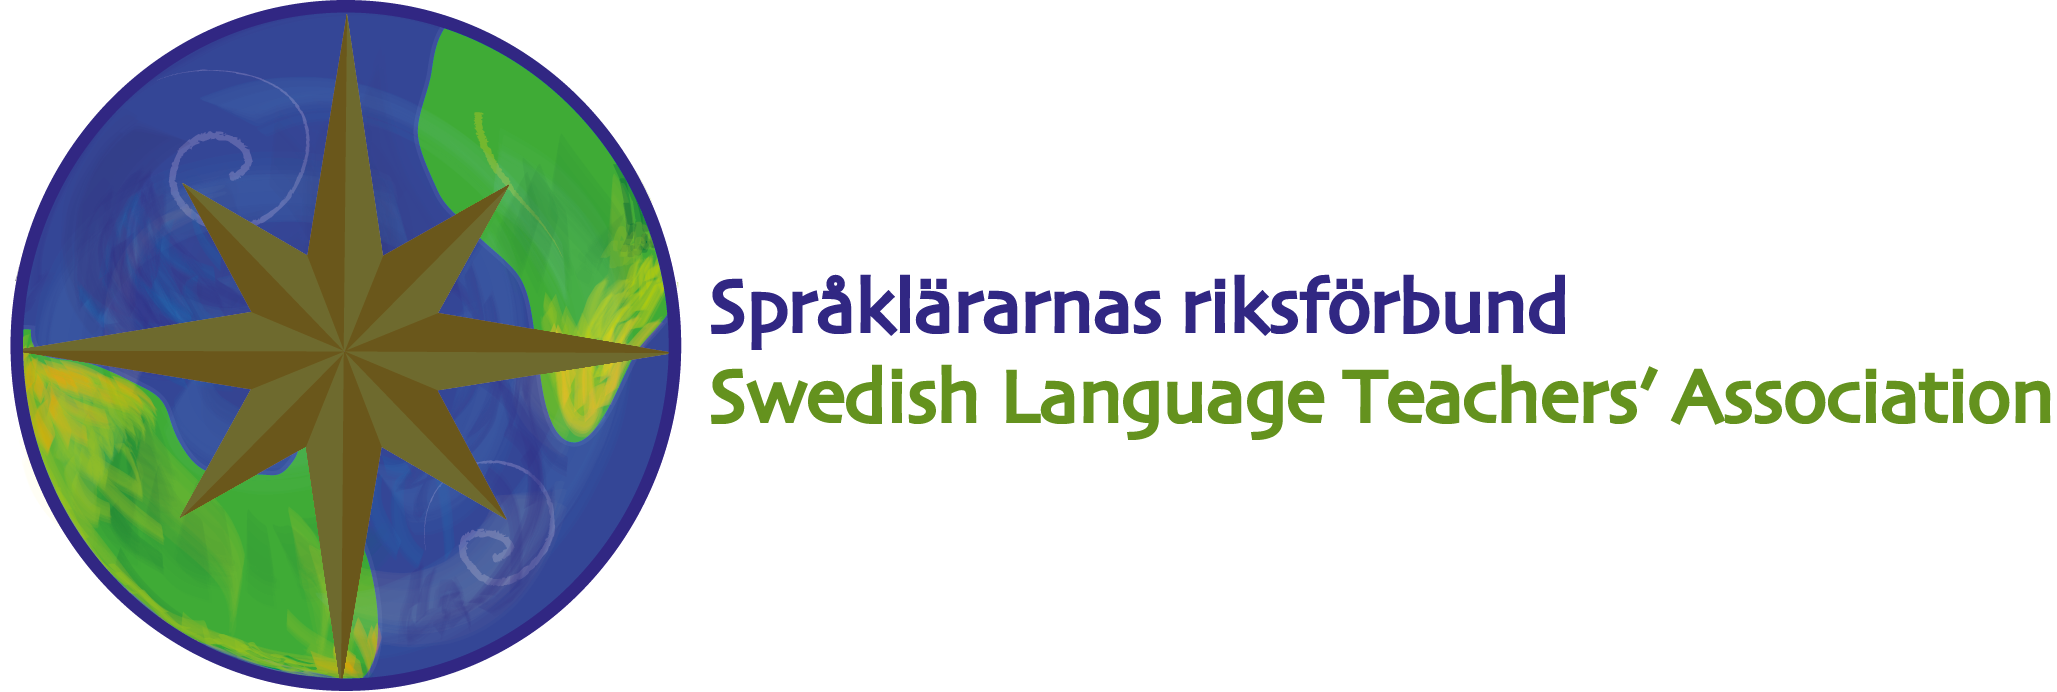 Språklärarnas riksförbund
Swedish Language Teachers’ Association